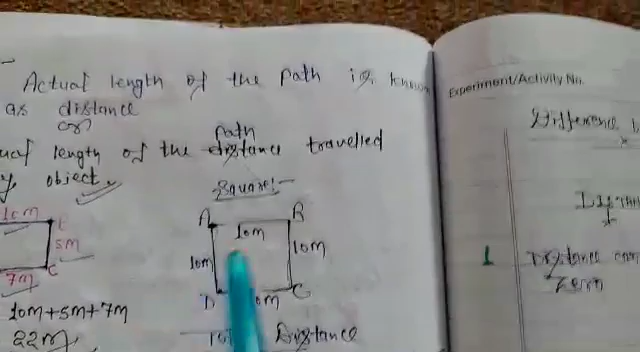 Actual length of the path is known
as distance
or
path
length of the distance travelled
object.
Square:-
10m
5m
C
7m
A
B
10m
10m
10m
D
C
10m+5m+7m
22m
Distance
Experiment/Activity No.
Difference
1
Distance can
Zero